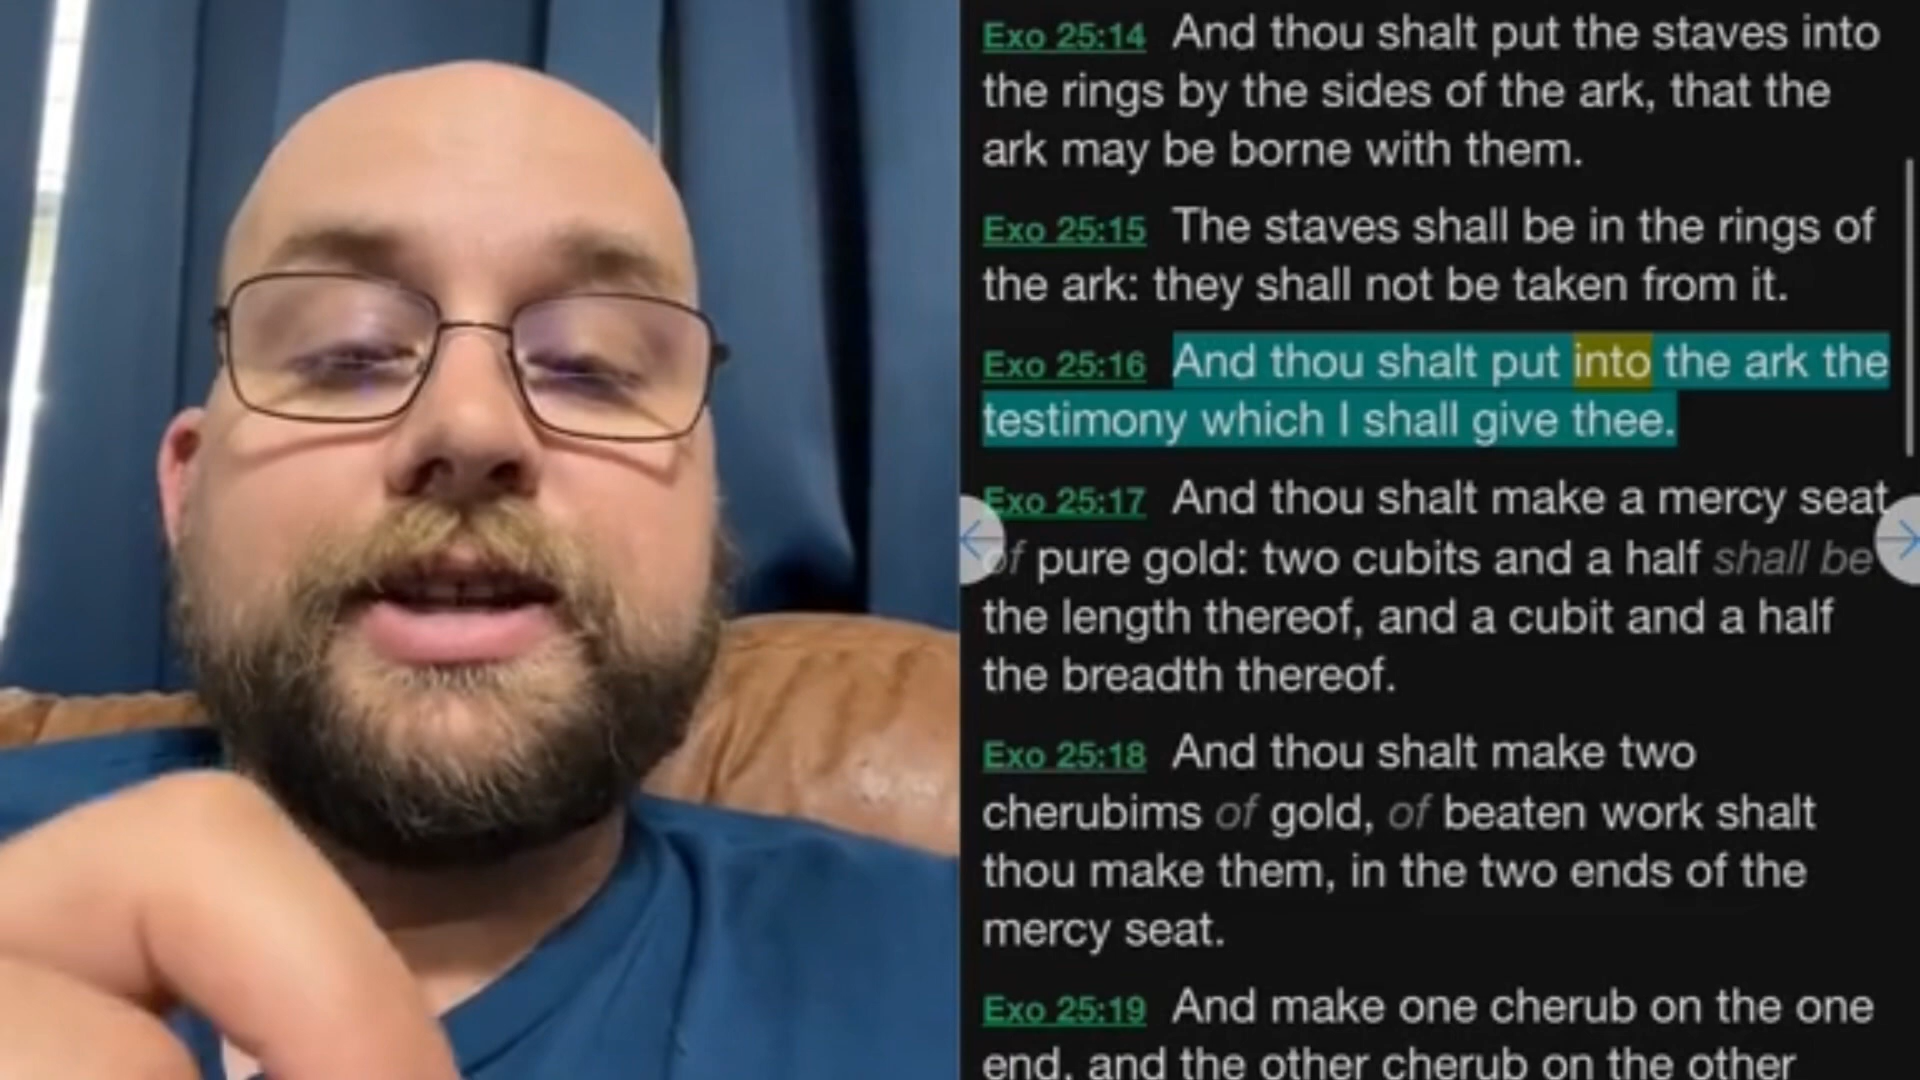 Exo 25:14 And thou shalt put the staves into
the rings by the sides of the ark, that the
ark may be borne with them.
Exo 25:15 The staves shall be in the rings of
the ark: they shall not be taken from it.
Exo 25:16 And thou shalt put into the ark the
testimony which I shall give thee.
Exo 25:17 And thou shalt make a mercy seat
of pure gold: two cubits and a half shall be
the length thereof, and a cubit and a half
the breadth thereof.
Exo 25:18 And thou shalt make two
cherubims of gold, of beaten work shalt
thou make them, in the two ends of the
mercy seat.
Exo 25:19 And make one cherub on the one
end, and the other cherub on the other